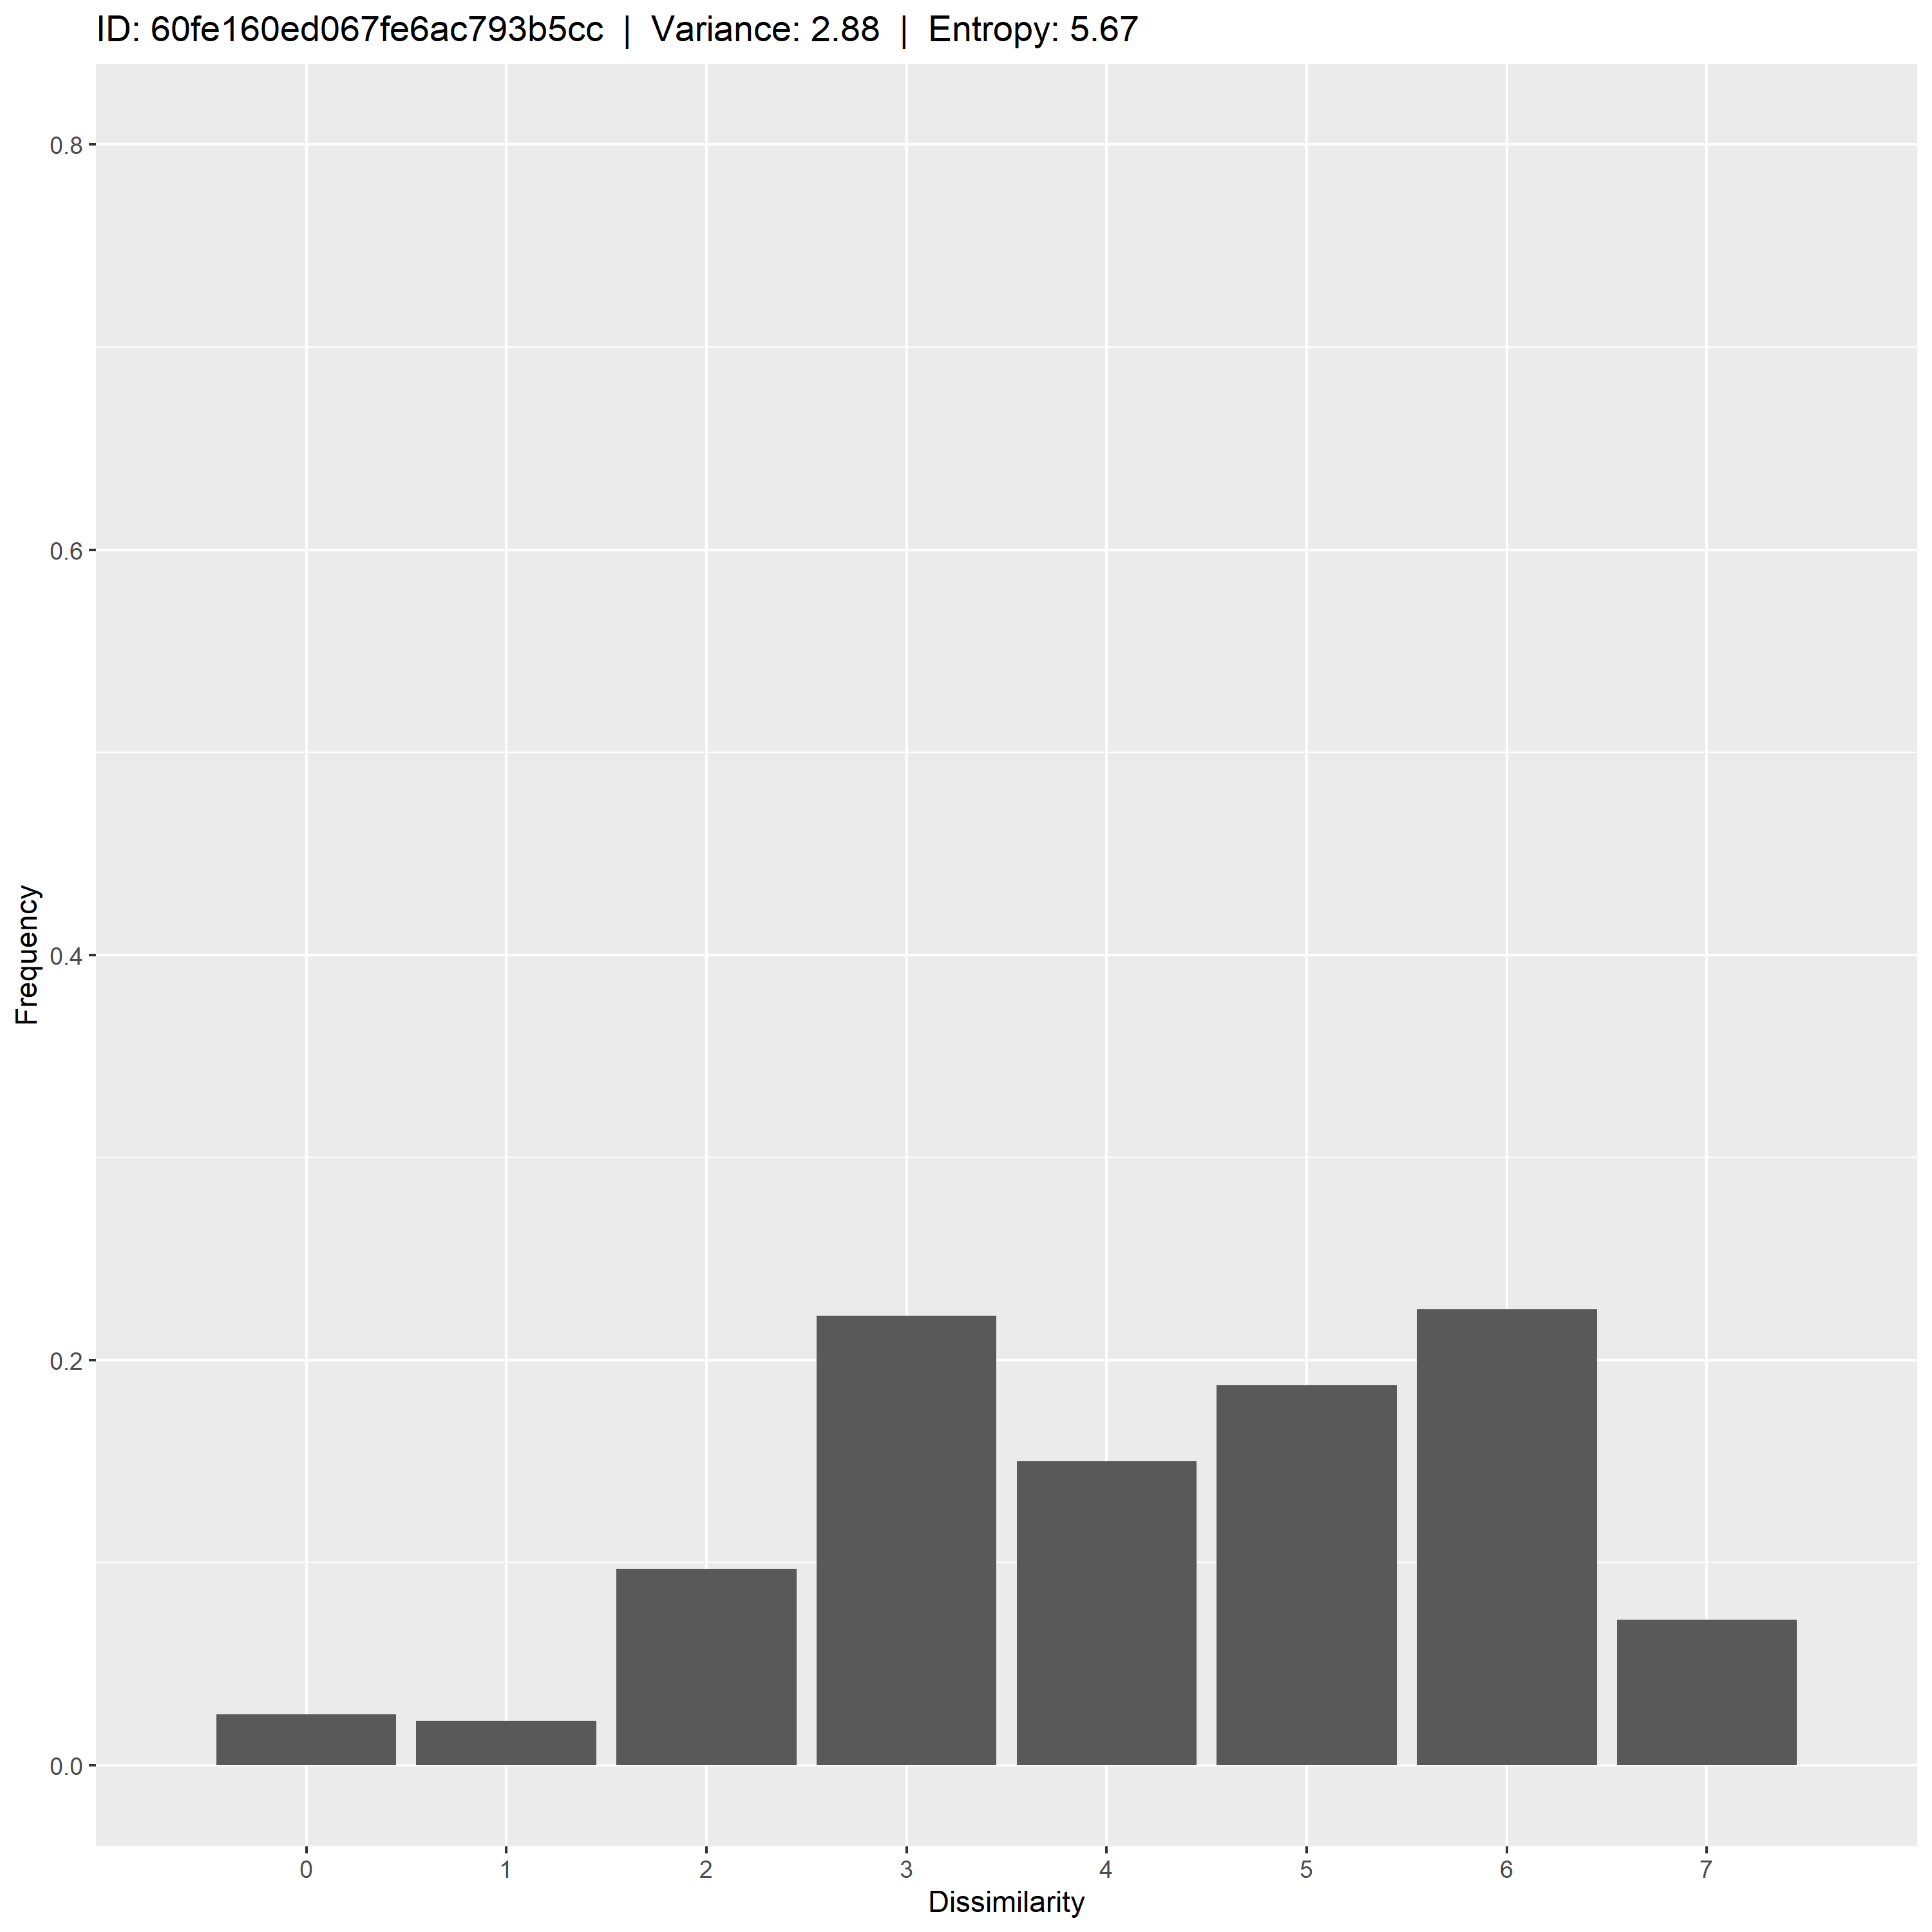 ID: 60fe160ed067fe6ac793b5cc  |  Variance: 2.88  |  Entropy: 5.67
Frequency
0.8
0.6
0.4
0.2
0.0
0 1 2 3 4 5 6 7
Dissimilarity